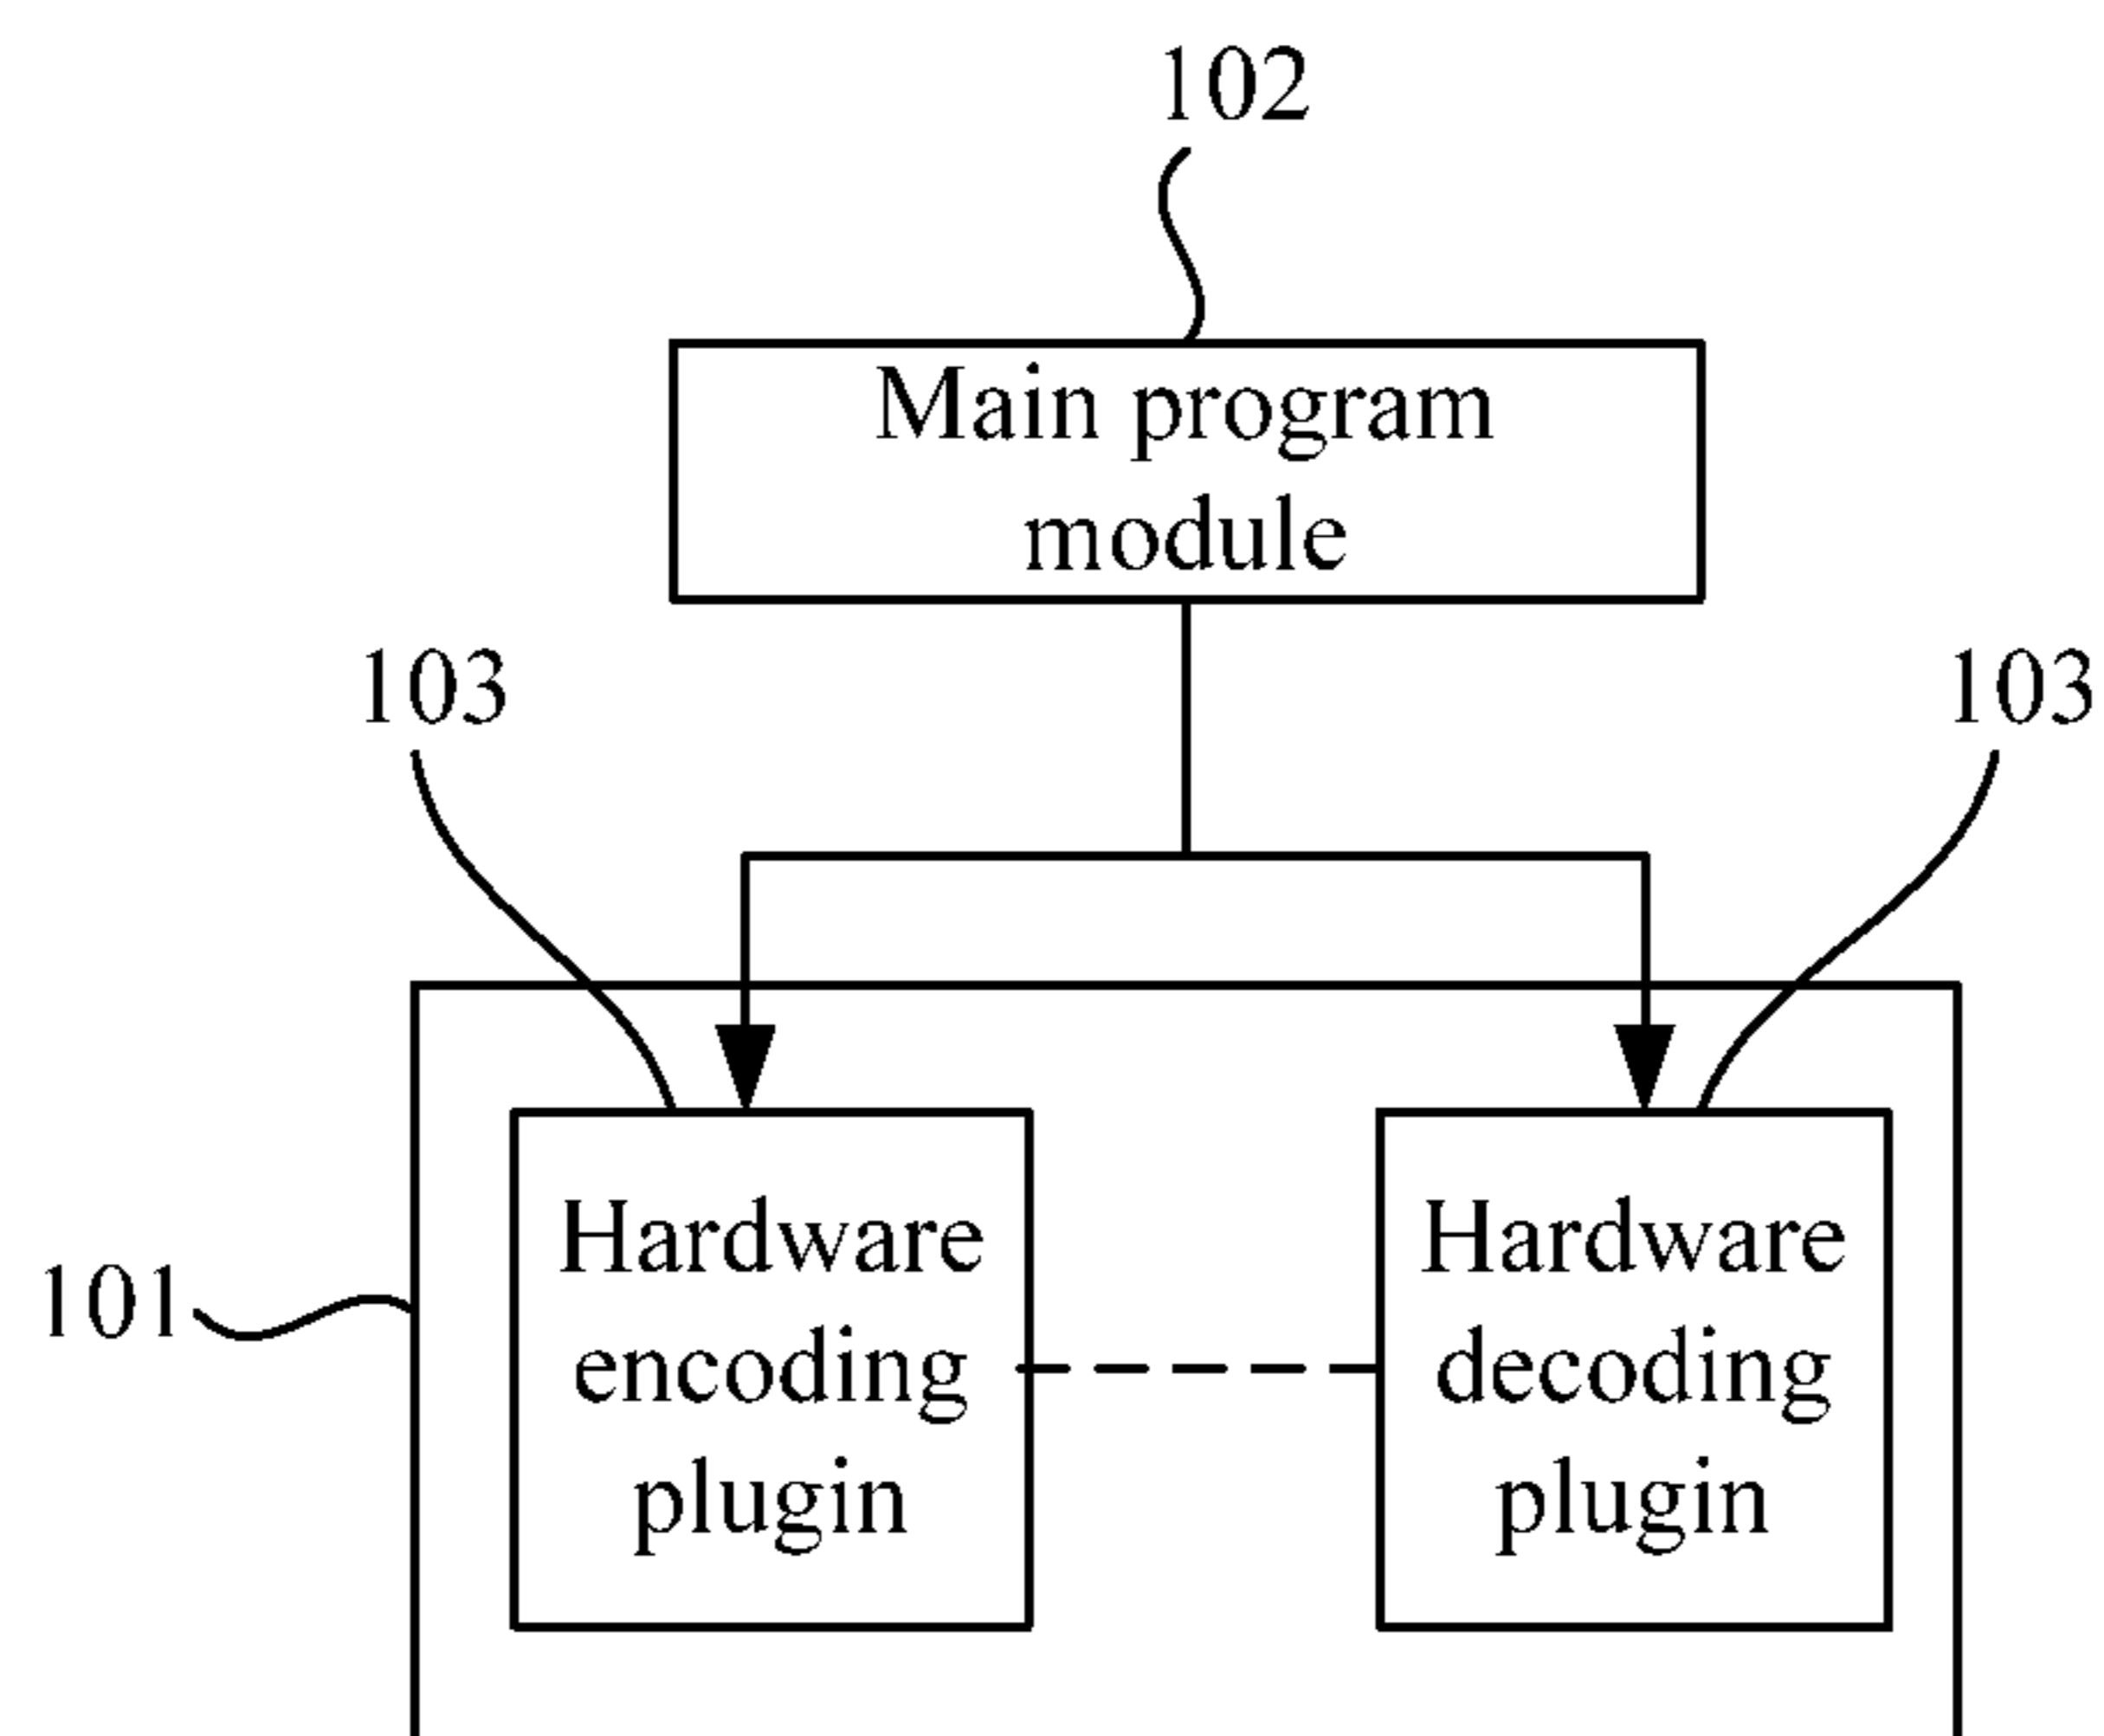 102
Main program
module
103
103
Hardware
encoding
plugin
Hardware
decoding
plugin
101